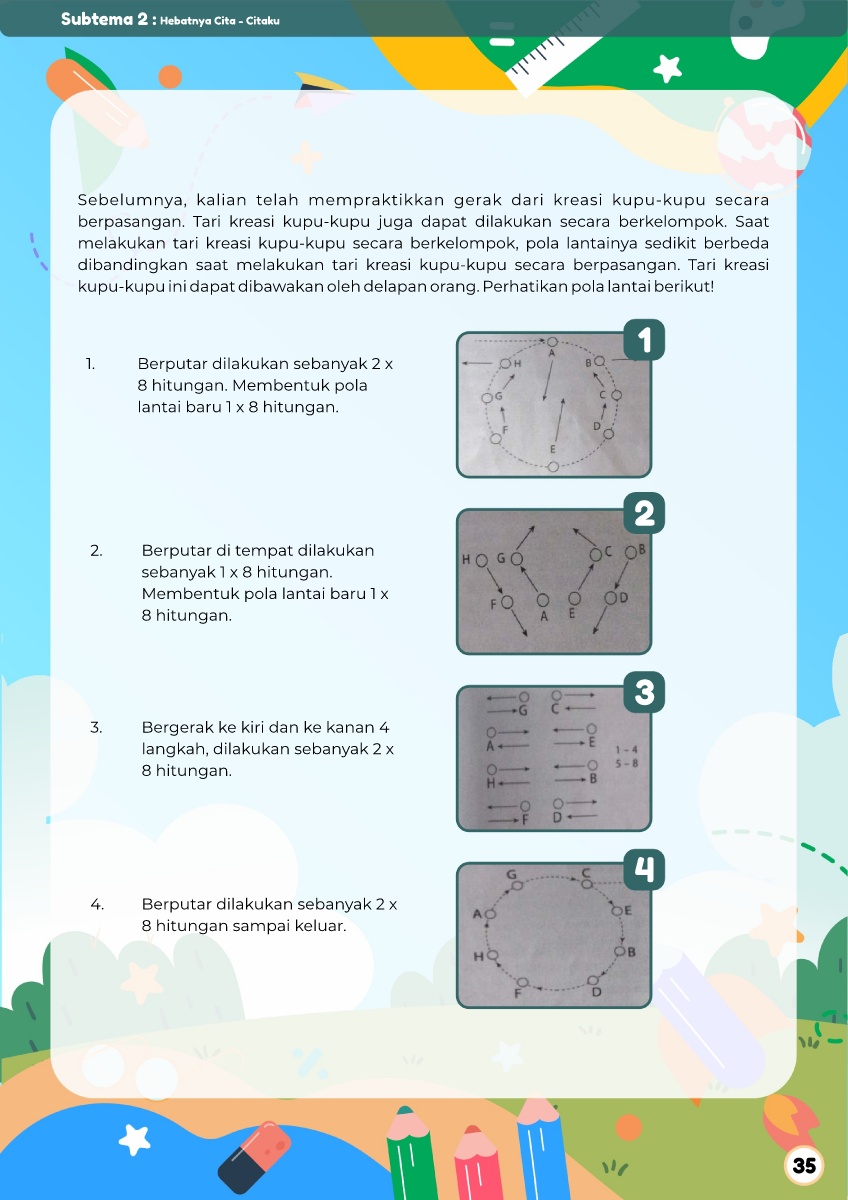 Subtema 2 : Hebatnya Cita - Citaku
Sebelumnya, kalian telah mempraktikkan gerak dari kreasi kupu-kupu secara
berpasangan. Tari kreasi kupu-kupu juga dapat dilakukan secara berkelompok. Saat
melakukan tari kreasi kupu-kupu secara berkelompok, pola lantainya sedikit berbeda
dibandingkan saat melakukan tari kreasi kupu-kupu secara berpasangan. Tari kreasi
kupu-kupu ini dapat dibawakan oleh delapan orang. Perhatikan pola lantai berikut!
1. Berputar dilakukan sebanyak 2 x
8 hitungan. Membentuk pola
lantai baru 1 x 8 hitungan.
1
A
H B
G C
F D
E
2. Berputar di tempat dilakukan
sebanyak 1 x 8 hitungan.
Membentuk pola lantai baru 1 x
8 hitungan.
2
H G C B
F A E D
3. Bergerak ke kiri dan ke kanan 4
langkah, dilakukan sebanyak 2 x
8 hitungan.
3
G C
A E
1 - 4
5 - 8
H B
F D
4. Berputar dilakukan sebanyak 2 x
8 hitungan sampai keluar.
4
G C
A E
H B
F D
35